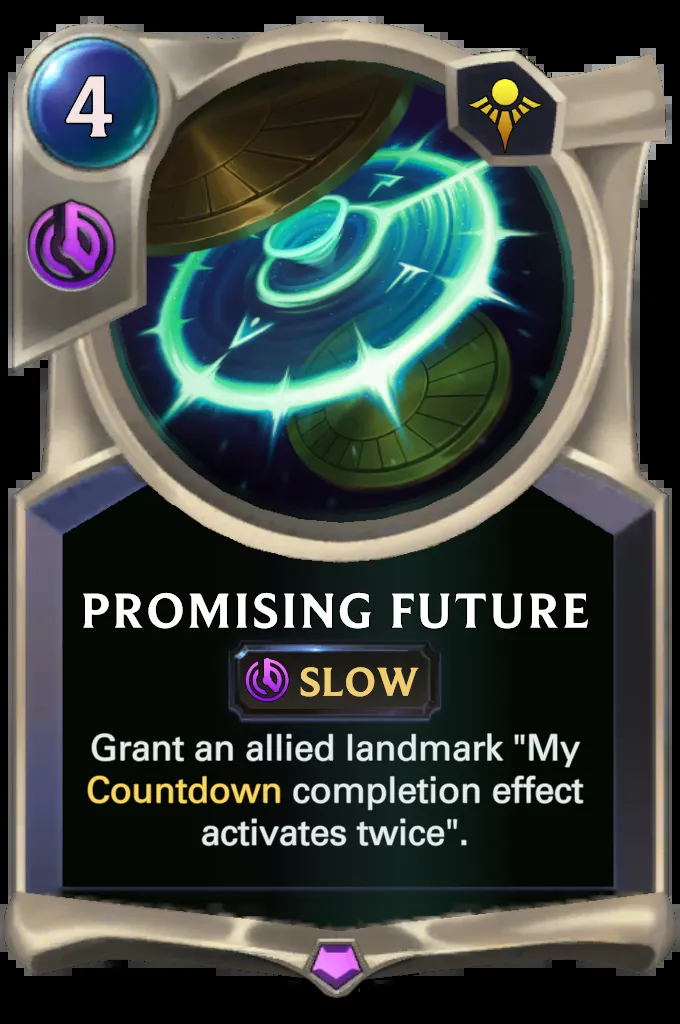 4
PROMISING FUTURE
SLOW
Grant an allied landmark "My
Countdown completion effect
activates twice".